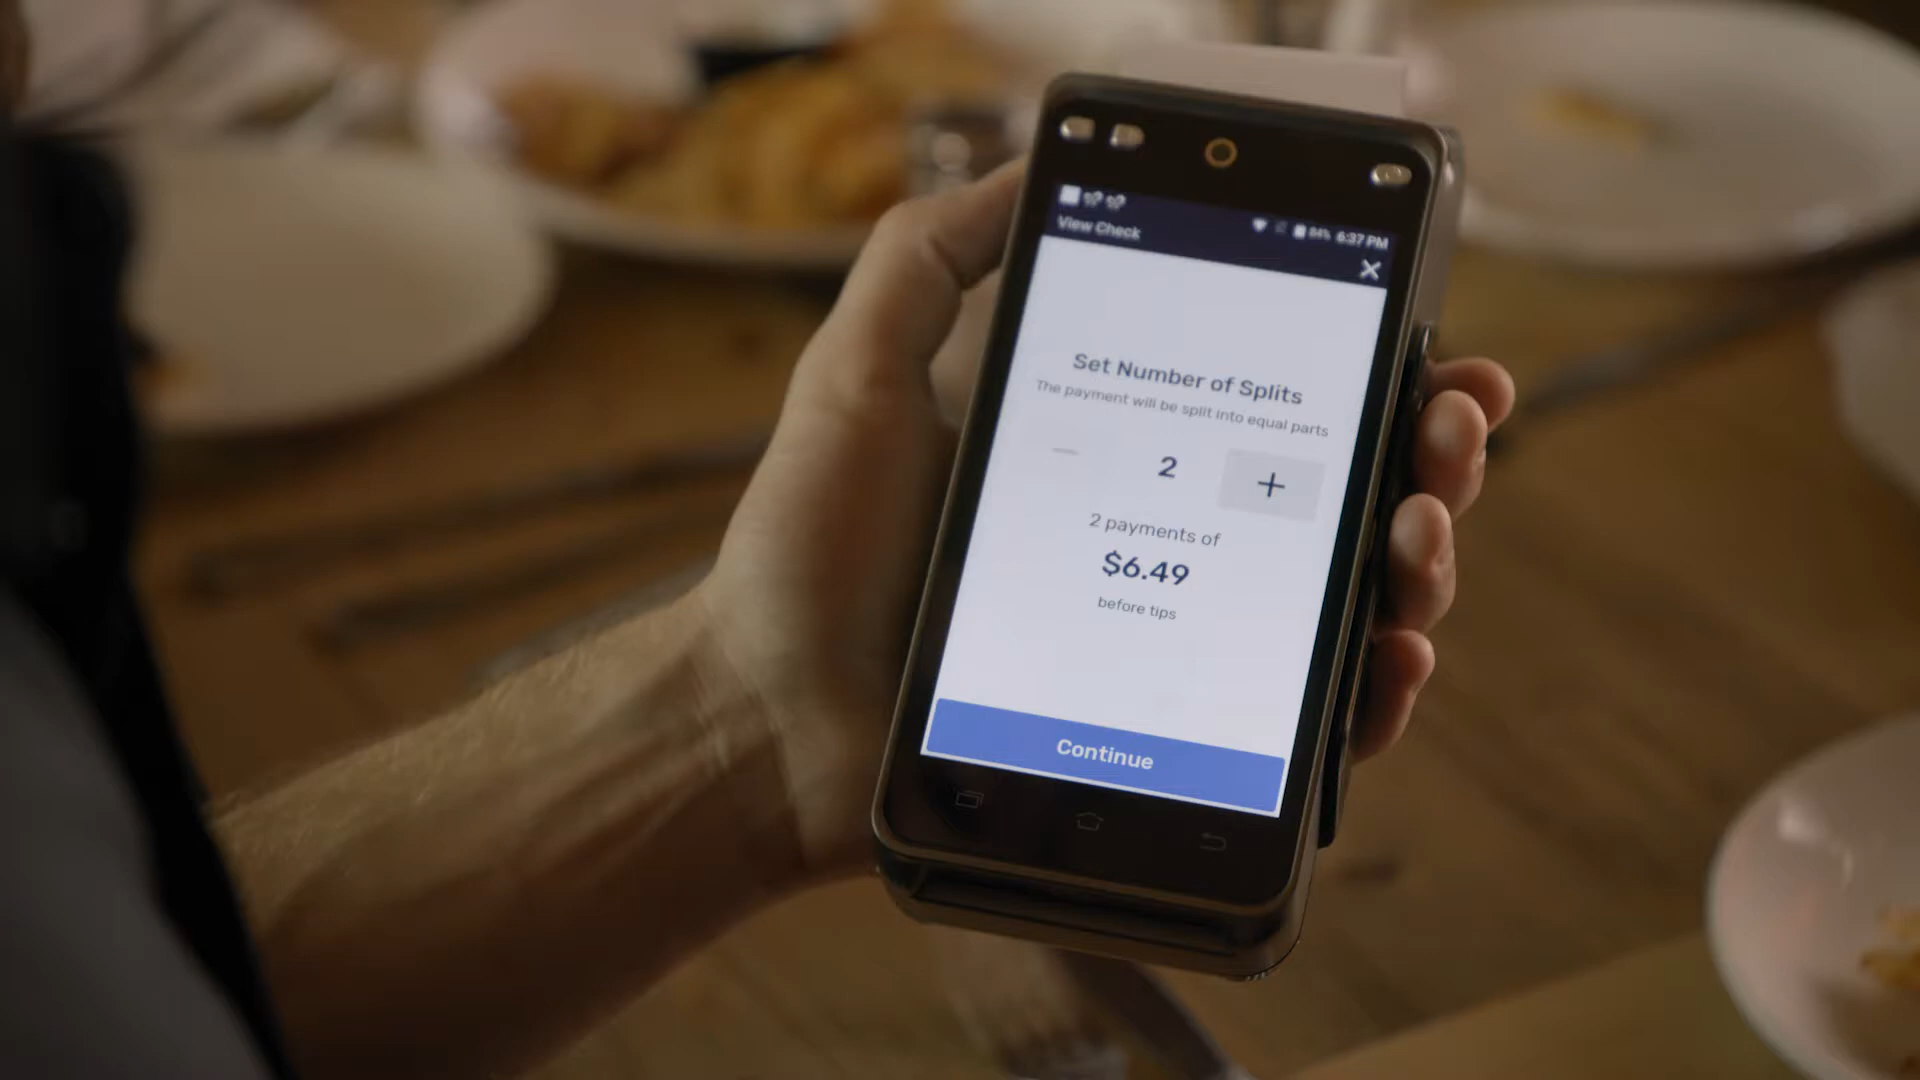 84% 6:37 PM
View Check
Set Number of Splits
The payment will be split into equal parts
2
2 payments of
$6.49
before tips
Continue